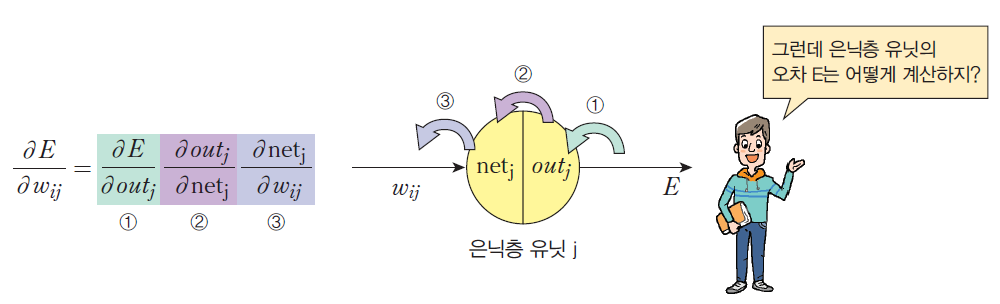 그런데 은닉층 유닛의
오차 E는 어떻게 계산하지?
∂E/∂w_ij = ∂E/∂out_j ∂out_j/∂net_j ∂net_j/∂w_ij
① ② ③
③ ② ①
w_ij net_j out_j E
은닉층 유닛 j